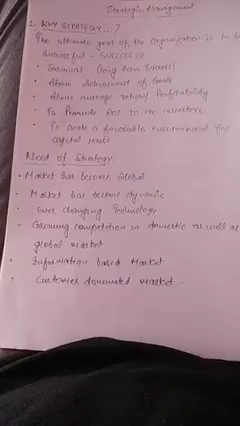 Strategic Management
1. WHY STRATEGY...?
The ultimate goal of the Organization is to be
Successful - SUCCESS is
• Survival (long term success)
• Above Achievement of Goals
• Above average return/ Profitability
• To Provide ROI to the investors
• To create a favorable environment for
capital
Need of Strategy:
• Market has become Global
• Market has become dynamic
• Ever changing Technology
• Growing competition in domestic as well as
global market
• Information based Market
• Customer dominated market.